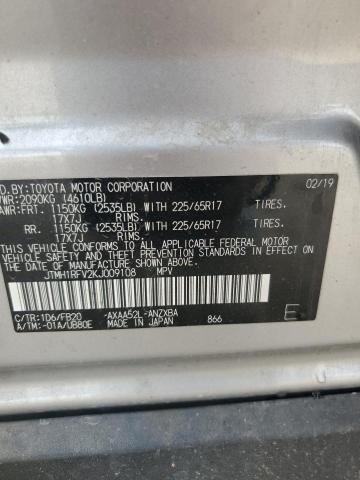 D.BY:TOYOTA MOTOR CORPORATION 02/19
VWR:2090KG (4610LB)
AWR:FRT. 1150KG (2535LB) WITH 225/65R17 TIRES.
17X7J RIMS.
RR. 1150KG (2535LB) WITH 225/65R17 TIRES.
17X7J RIMS.
THIS VEHICLE CONFORMS TO ALL APPLICABLE FEDERAL MOTOR
VEHICLE SAFETY AND THEFT PREVENTION STANDARDS IN EFFECT ON
THE DATE OF MANUFACTURE SHOWN ABOVE.
JTMH1RFV2KJ009108 MPV
C/TR:1D6/FB20 -AXAA52L-ANZXBA
A/TM:-01A/UB80E MADE IN JAPAN 866 E